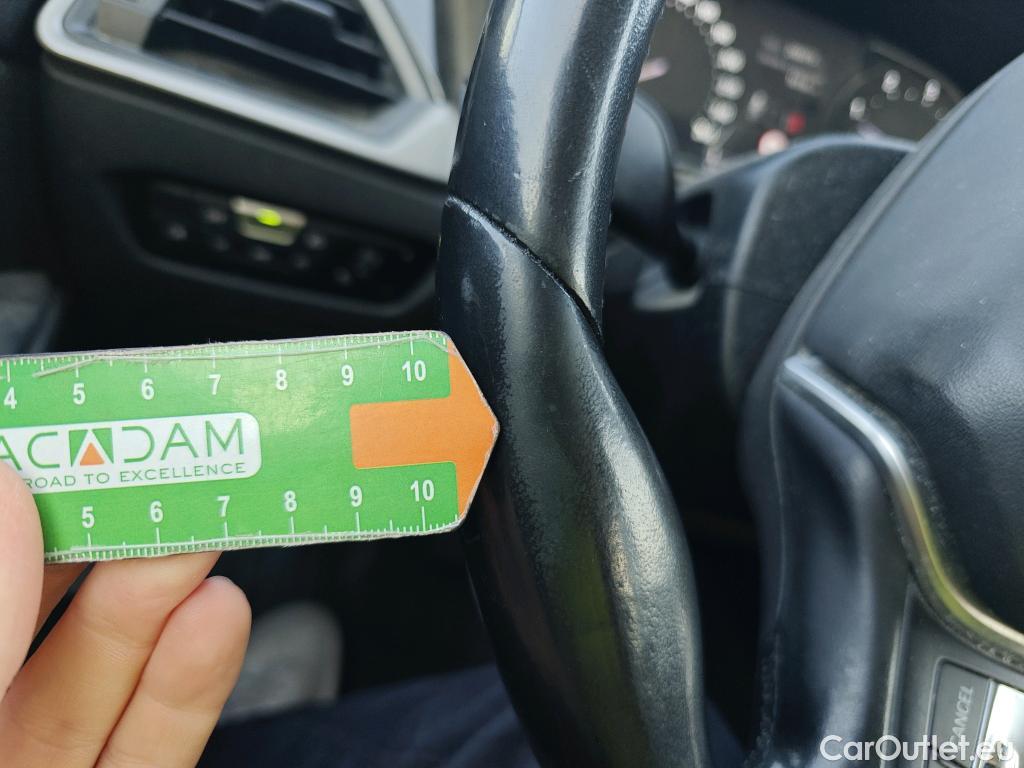 4 5 6 7 8 9 10
ACADAM
ROAD TO EXCELLENCE
5 6 7 8 9 10
CANCEL
CarOutlet.eu